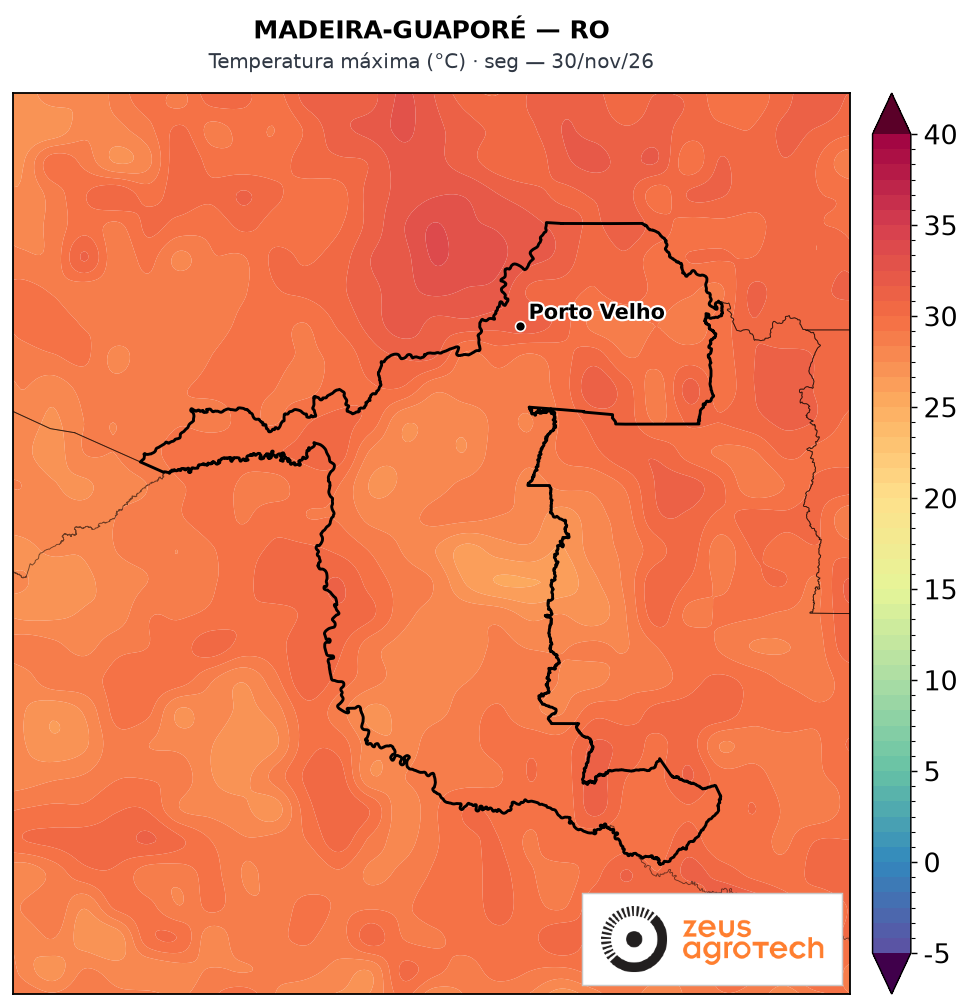 MADEIRA-GUAPORÉ — RO
Temperatura máxima (°C) · seg — 30/nov/26
Porto Velho
40
35
30
25
20
15
10
5
0
-5
zeus
agrotech